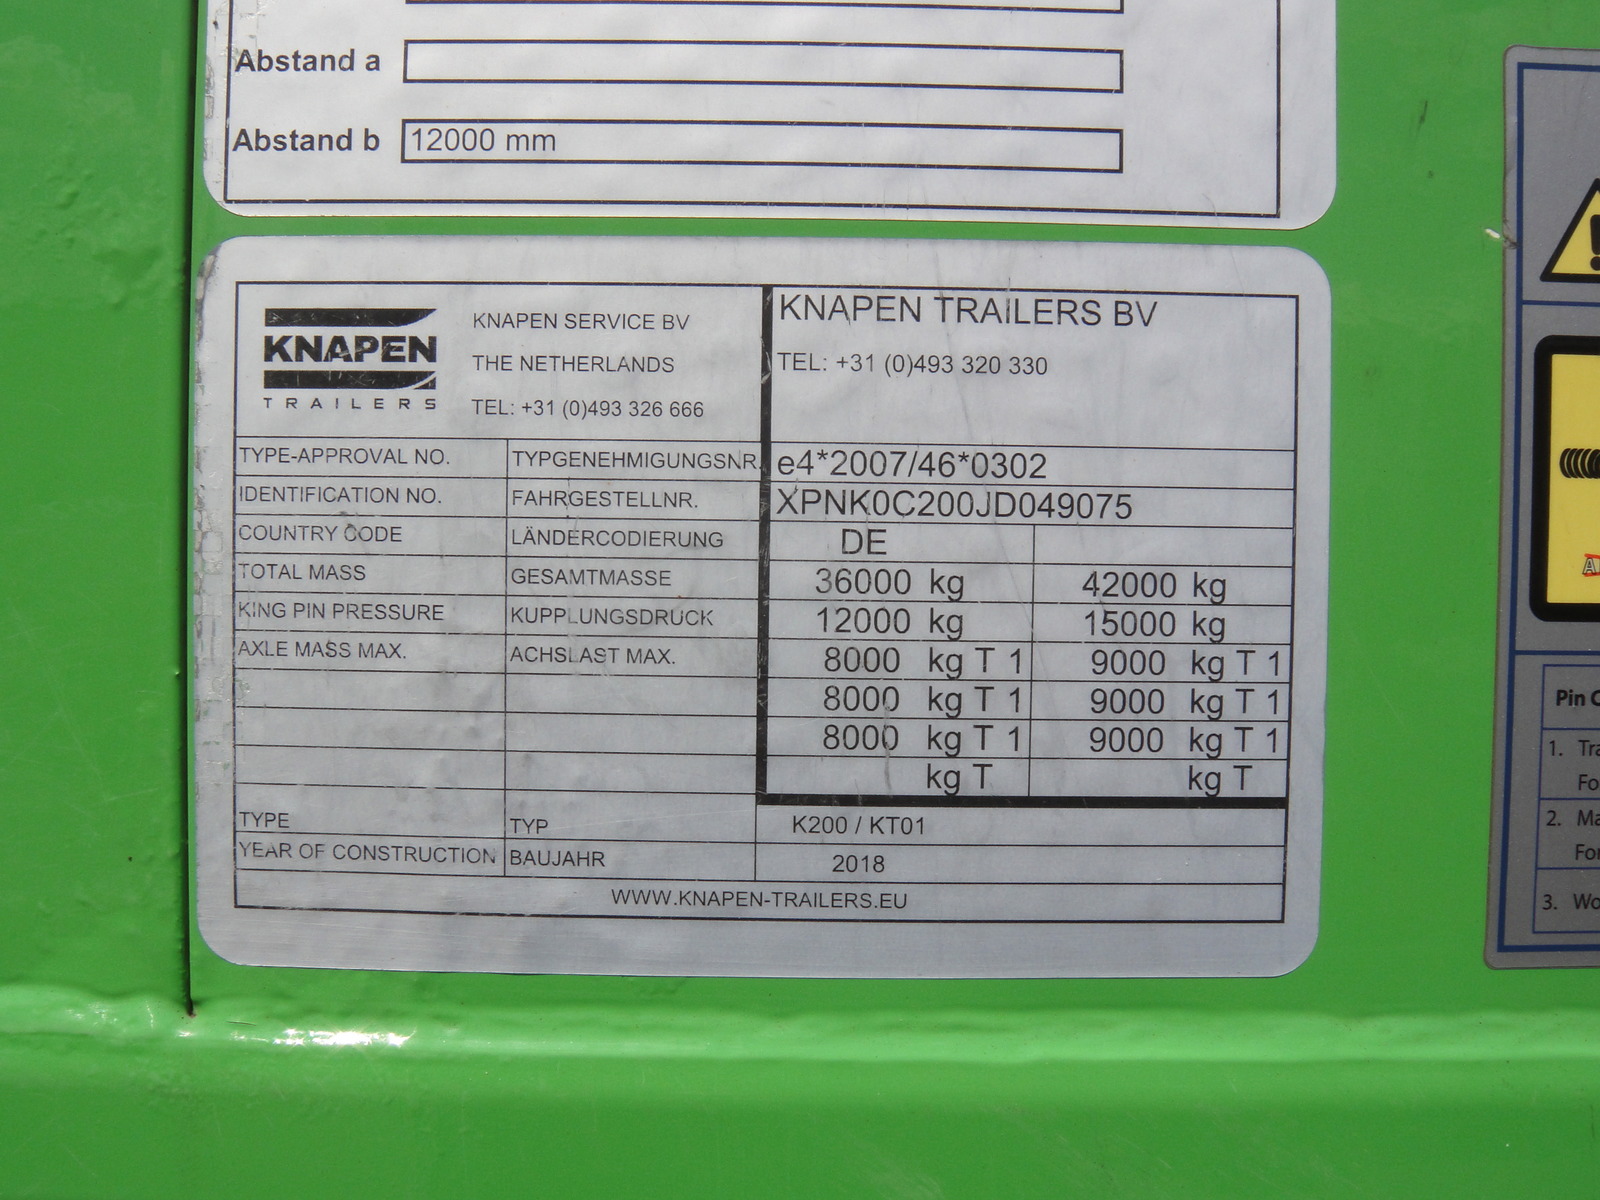 Abstand a
Abstand b 12000 mm
KNAPEN
TRAILERS
KNAPEN SERVICE BV
THE NETHERLANDS
TEL: +31 (0)493 326 666
KNAPEN TRAILERS BV
TEL: +31 (0)493 320 330
TYPE-APPROVAL NO. TYPGENEHMIGUNGSNR. e4*2007/46*0302
IDENTIFICATION NO. FAHRGESTELLNR. XPNK0C200JD049075
COUNTRY CODE LÄNDERCODIERUNG DE
TOTAL MASS GESAMTMASSE 36000 kg 42000 kg
KING PIN PRESSURE KUPPLUNGSDRUCK 12000 kg 15000 kg
AXLE MASS MAX. ACHSLAST MAX. 8000 kg T 1 9000 kg T 1
8000 kg T 1 9000 kg T 1
8000 kg T 1 9000 kg T 1
kg T kg T
TYPE TYP K200 / KT01
YEAR OF CONSTRUCTION BAUJAHR 2018
WWW.KNAPEN-TRAILERS.EU
Pin
1.
2.
3.